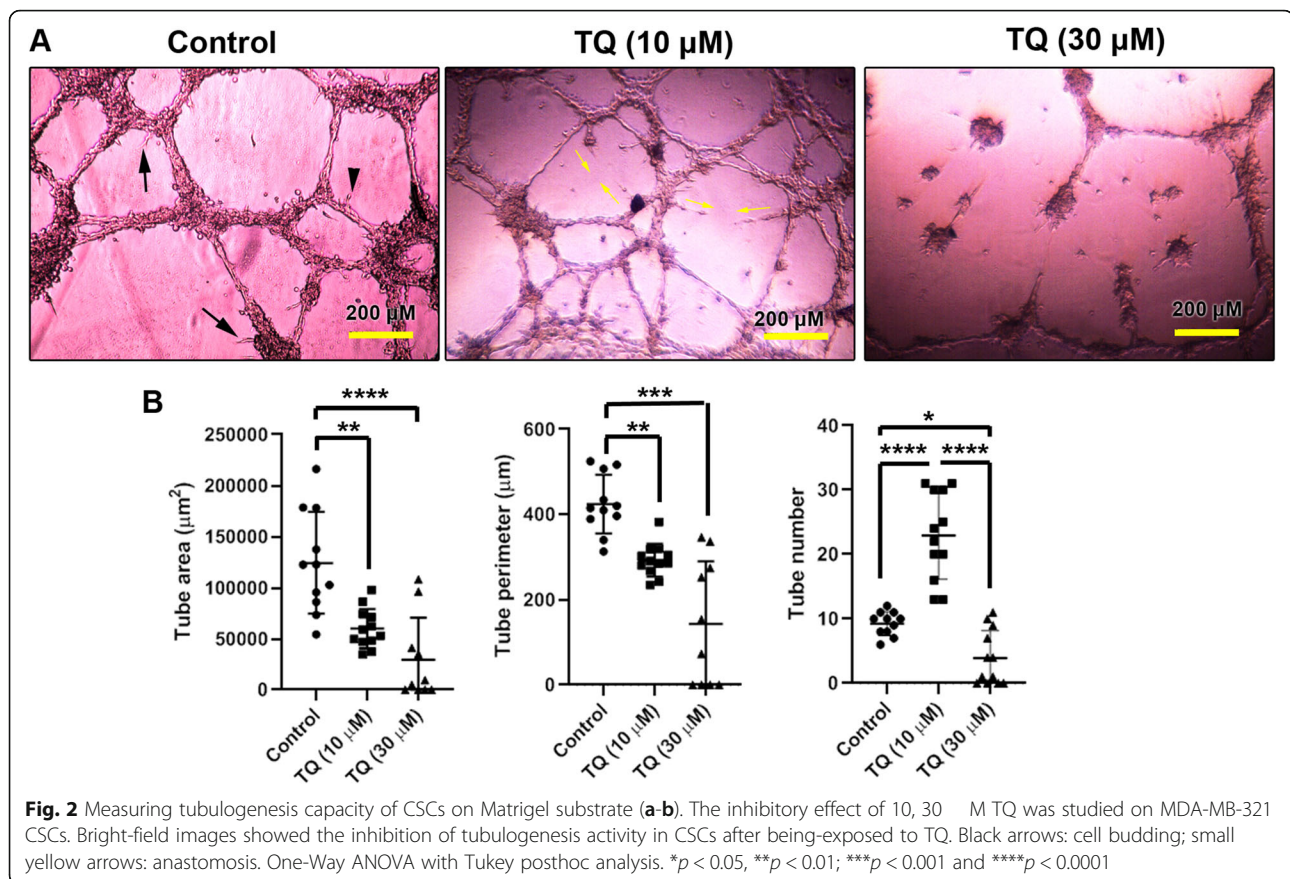 A
Control
TQ (10 µM)
TQ (30 µM)
200 µM
200 µM
200 µM
B
****
**
Tube area (µm²)
250000
200000
150000
100000
50000
0
Control
TQ (10 µM)
TQ (30 µM)
***
**
Tube perimeter (µm)
600
400
200
0
Control
TQ (10 µM)
TQ (30 µM)
*
****
****
Tube number
40
30
20
10
0
Control
TQ (10 µM)
TQ (30 µM)
Fig. 2 Measuring tubulogenesis capacity of CSCs on Matrigel substrate (a-b). The inhibitory effect of 10, 30 M TQ was studied on MDA-MB-321
CSCs. Bright-field images showed the inhibition of tubulogenesis activity in CSCs after being-exposed to TQ. Black arrows: cell budding; small
yellow arrows: anastomosis. One-Way ANOVA with Tukey posthoc analysis. *p < 0.05, **p < 0.01; ***p < 0.001 and ****p < 0.0001